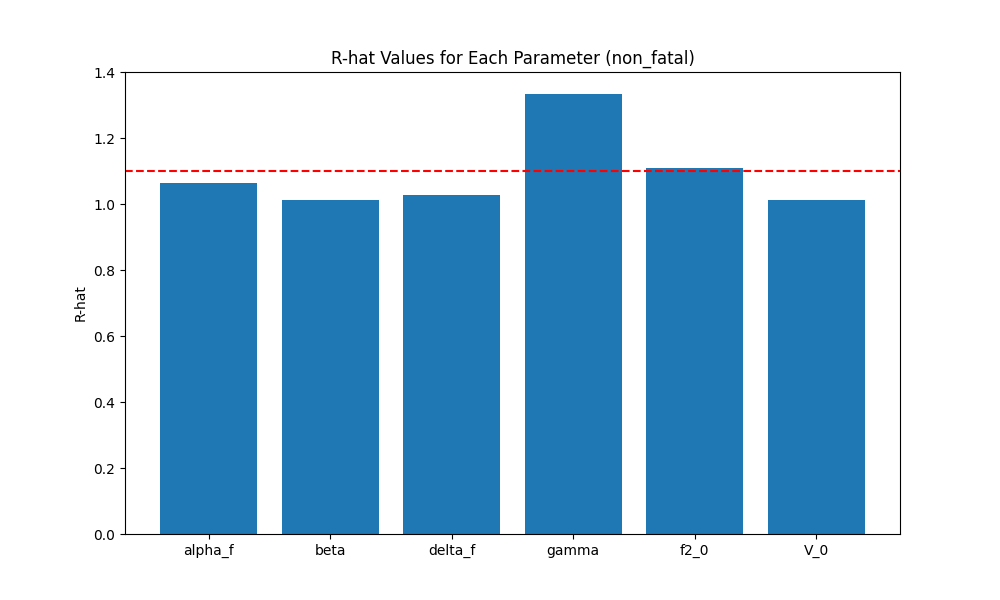 R-hat Values for Each Parameter (non_fatal)
1.4
1.2
1.0
0.8
0.6
0.4
0.2
0.0
R-hat
alpha_f beta delta_f gamma f2_0 V_0